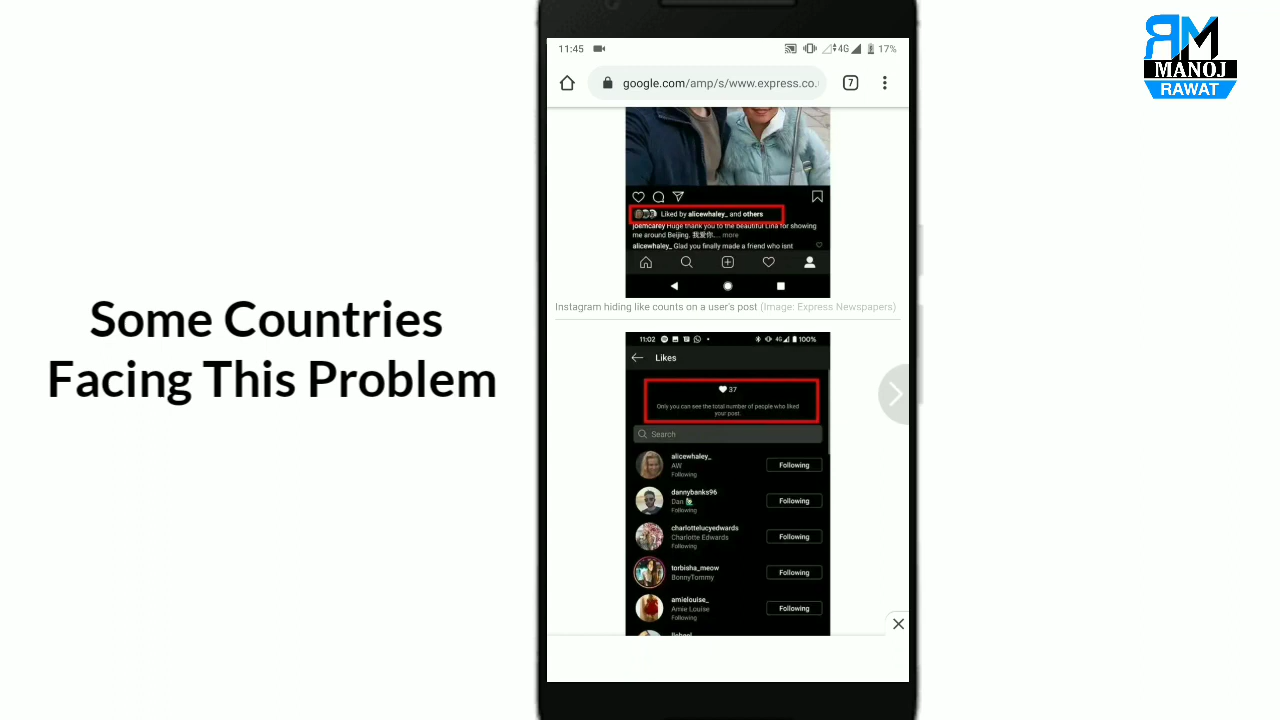 RM
MANOJ
RAWAT
Some Countries
Facing This Problem
11:45
4G 17%
google.com/amp/s/www.express.co.
7
Liked by alicewhaley_ and others
joemcarey Huge thank you to the beautiful Lina for showing
me around Beijing. 我爱你... more
alicewhaley_ Glad you finally made a friend who isnt
Instagram hiding like counts on a user's post (Image: Express Newspapers)
11:02 4G 100%
Likes
37
Only you can see the total number of people who liked
your post.
Search
alicewhaley_
AW
Following
Following
dannybanks96
Dan
Following
Following
charlottelucyedwards
Charlotte Edwards
Following
Following
torbisha_meow
BonnyTommy
Following
amielouise_
Amie Louise
Following
Following